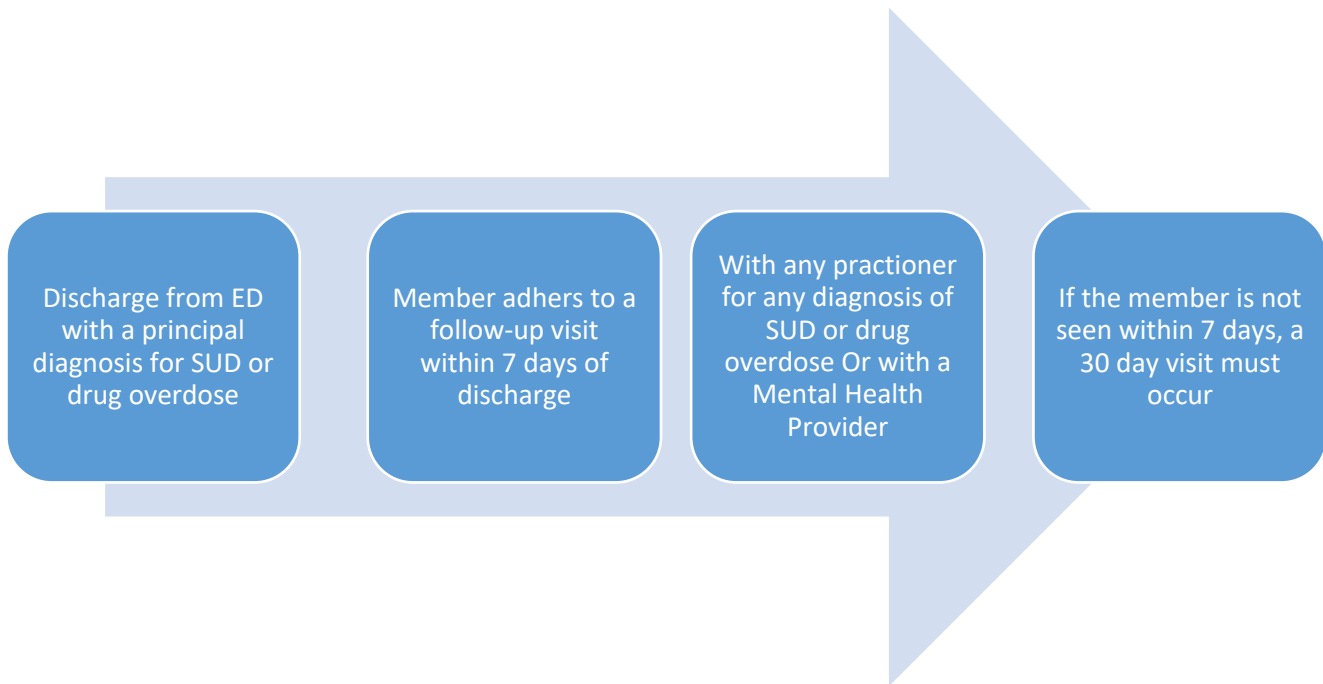 Discharge from ED
with a principal
diagnosis for SUD or
drug overdose
Member adhers to a
follow-up visit
within 7 days of
discharge
With any practioner
for any diagnosis of
SUD or drug
overdose Or with a
Mental Health
Provider
If the member is not
seen within 7 days, a
30 day visit must
occur